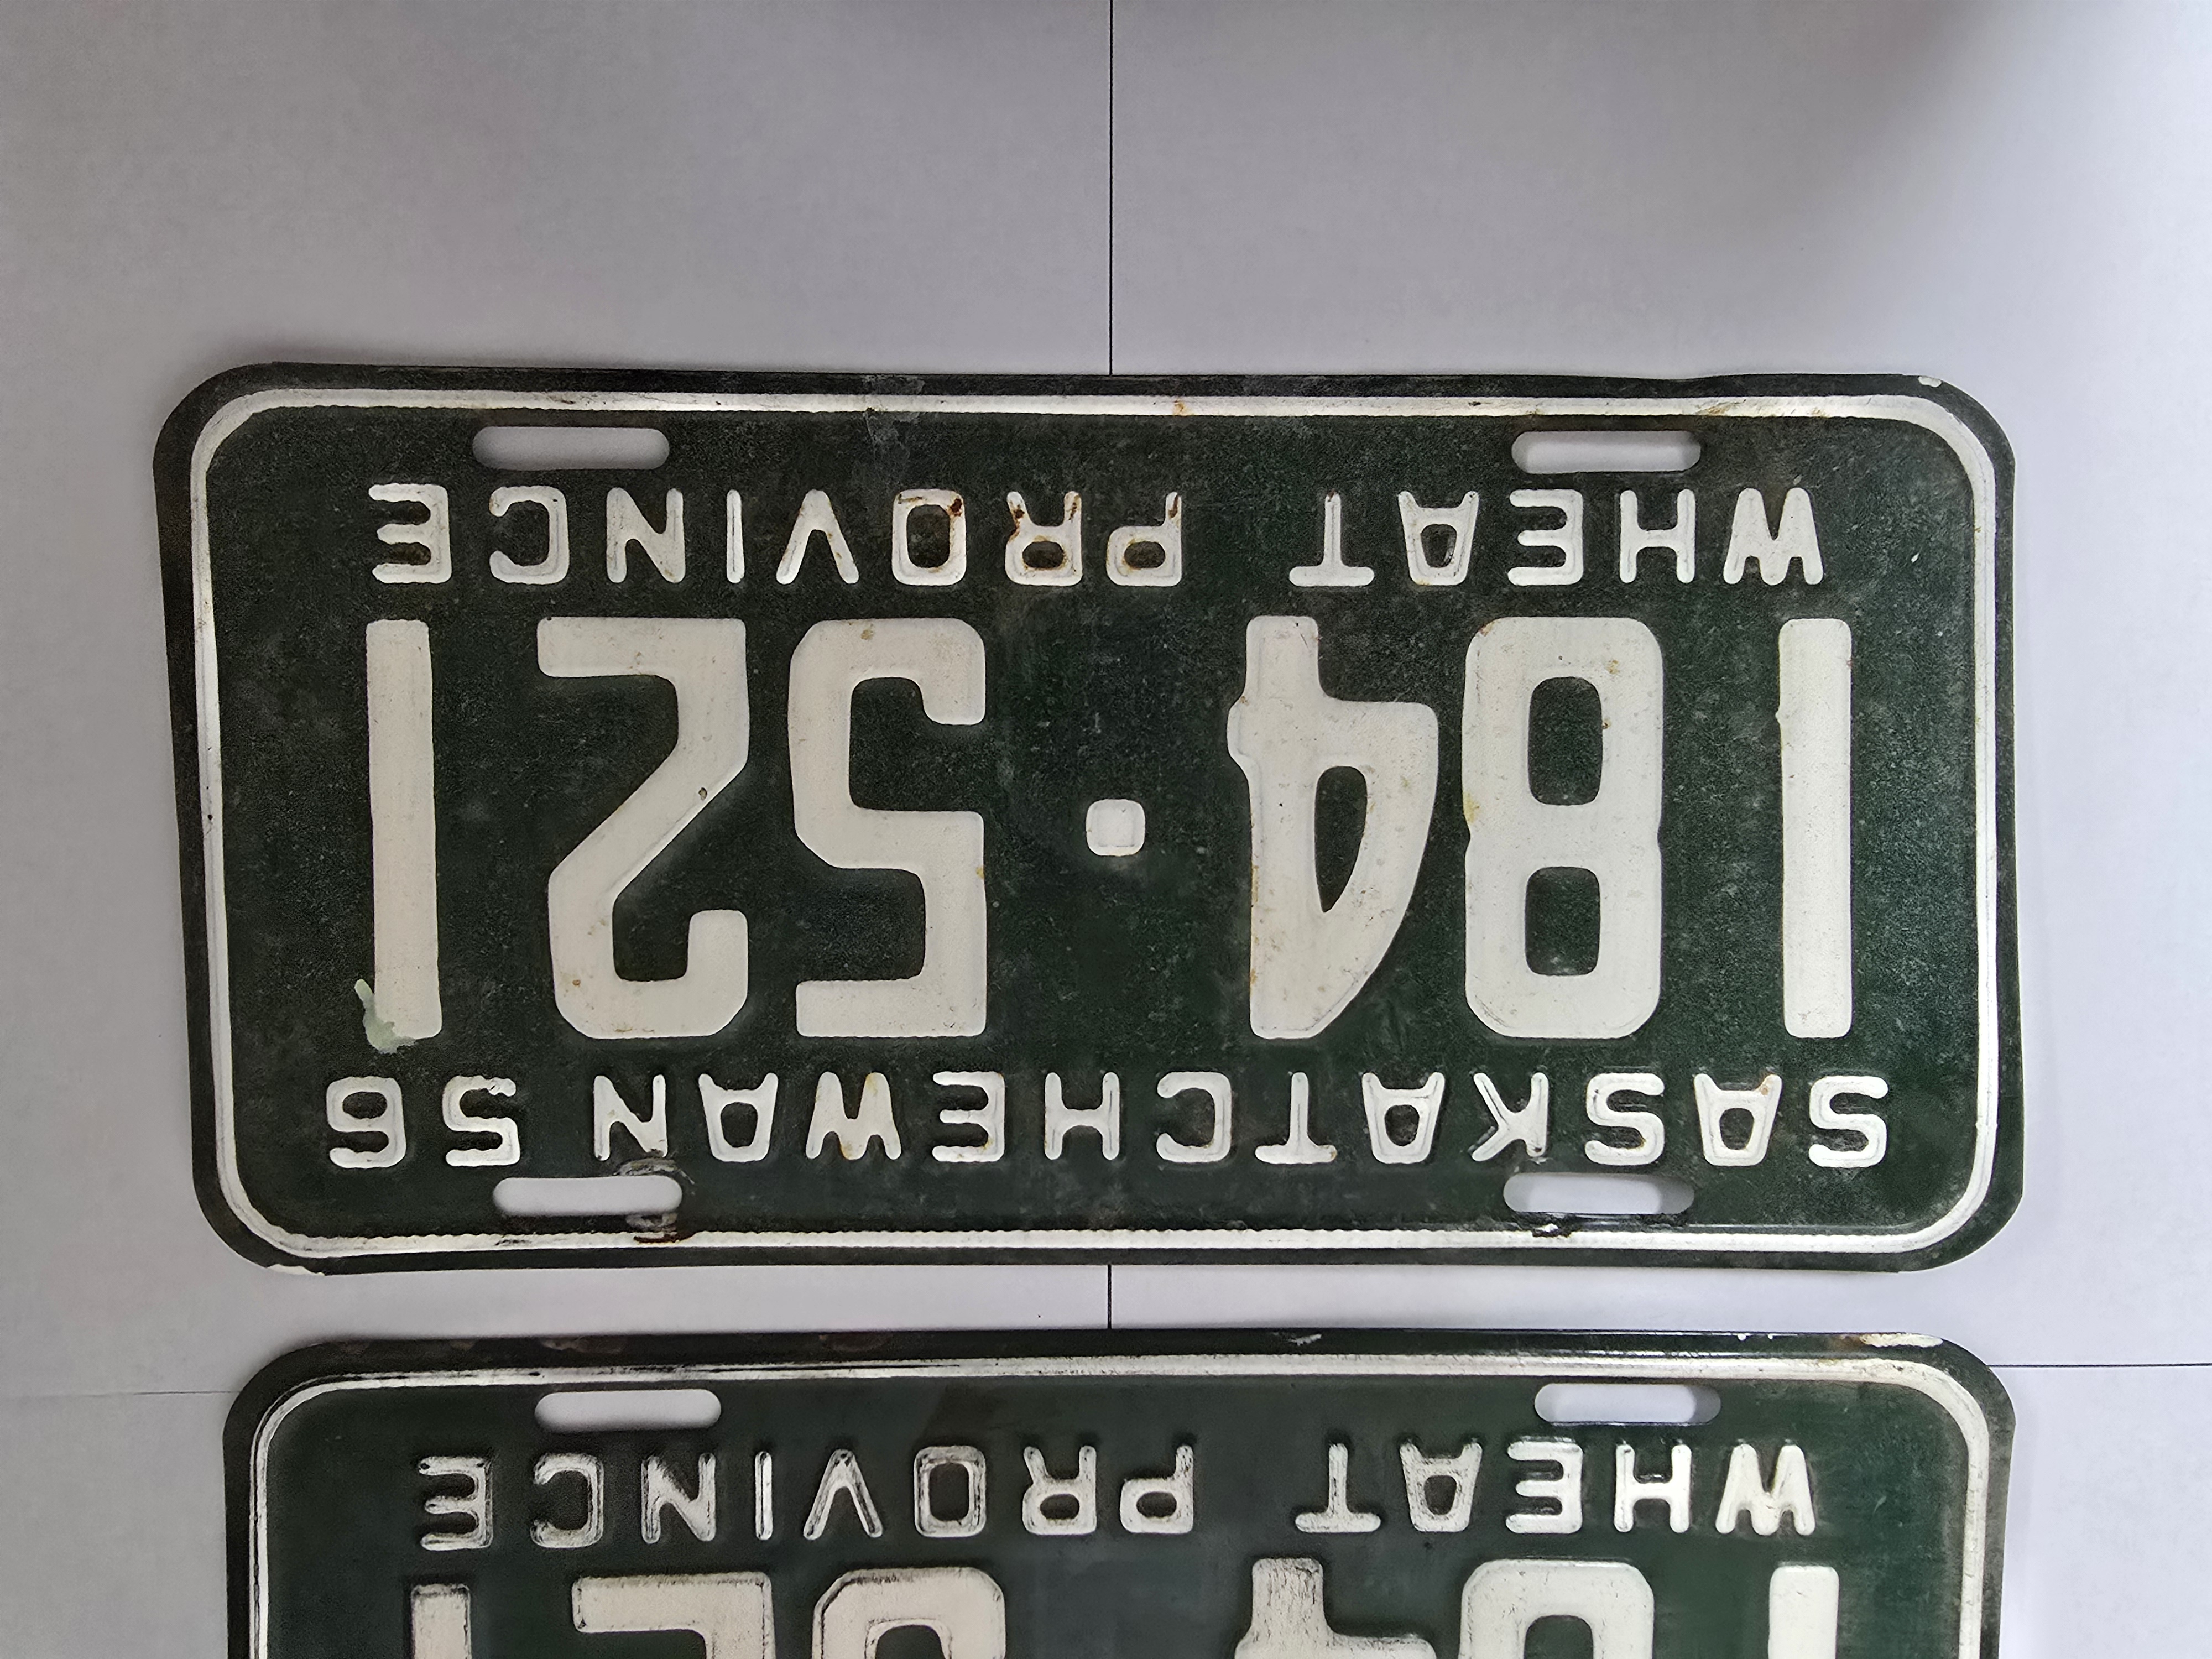 WHEAT PROVINCE
SASKATCHEWAN 56
184·521
WHEAT PROVINCE